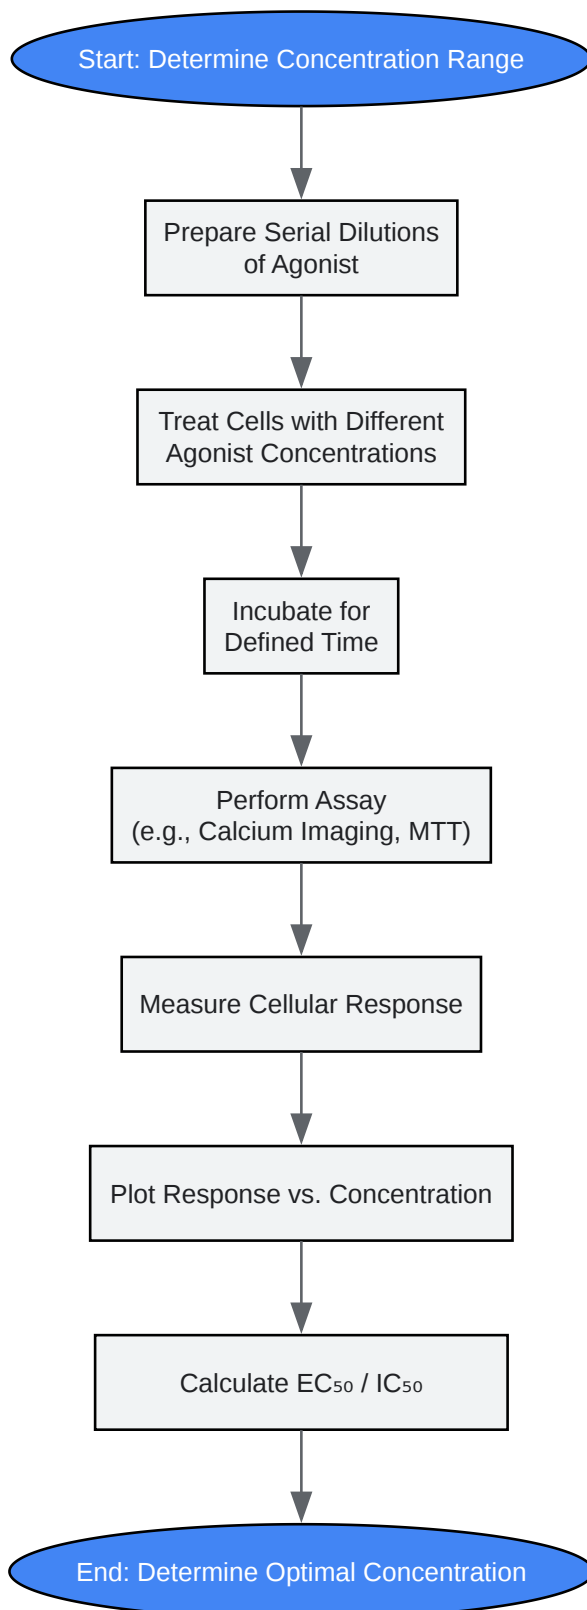 Start: Determine Concentration Range
Prepare Serial Dilutions
of Agonist
Treat Cells with Different
Agonist Concentrations
Incubate for
Defined Time
Perform Assay
(e.g., Calcium Imaging, MTT)
Measure Cellular Response
Plot Response vs. Concentration
Calculate EC₅₀ / IC₅₀
End: Determine Optimal Concentration